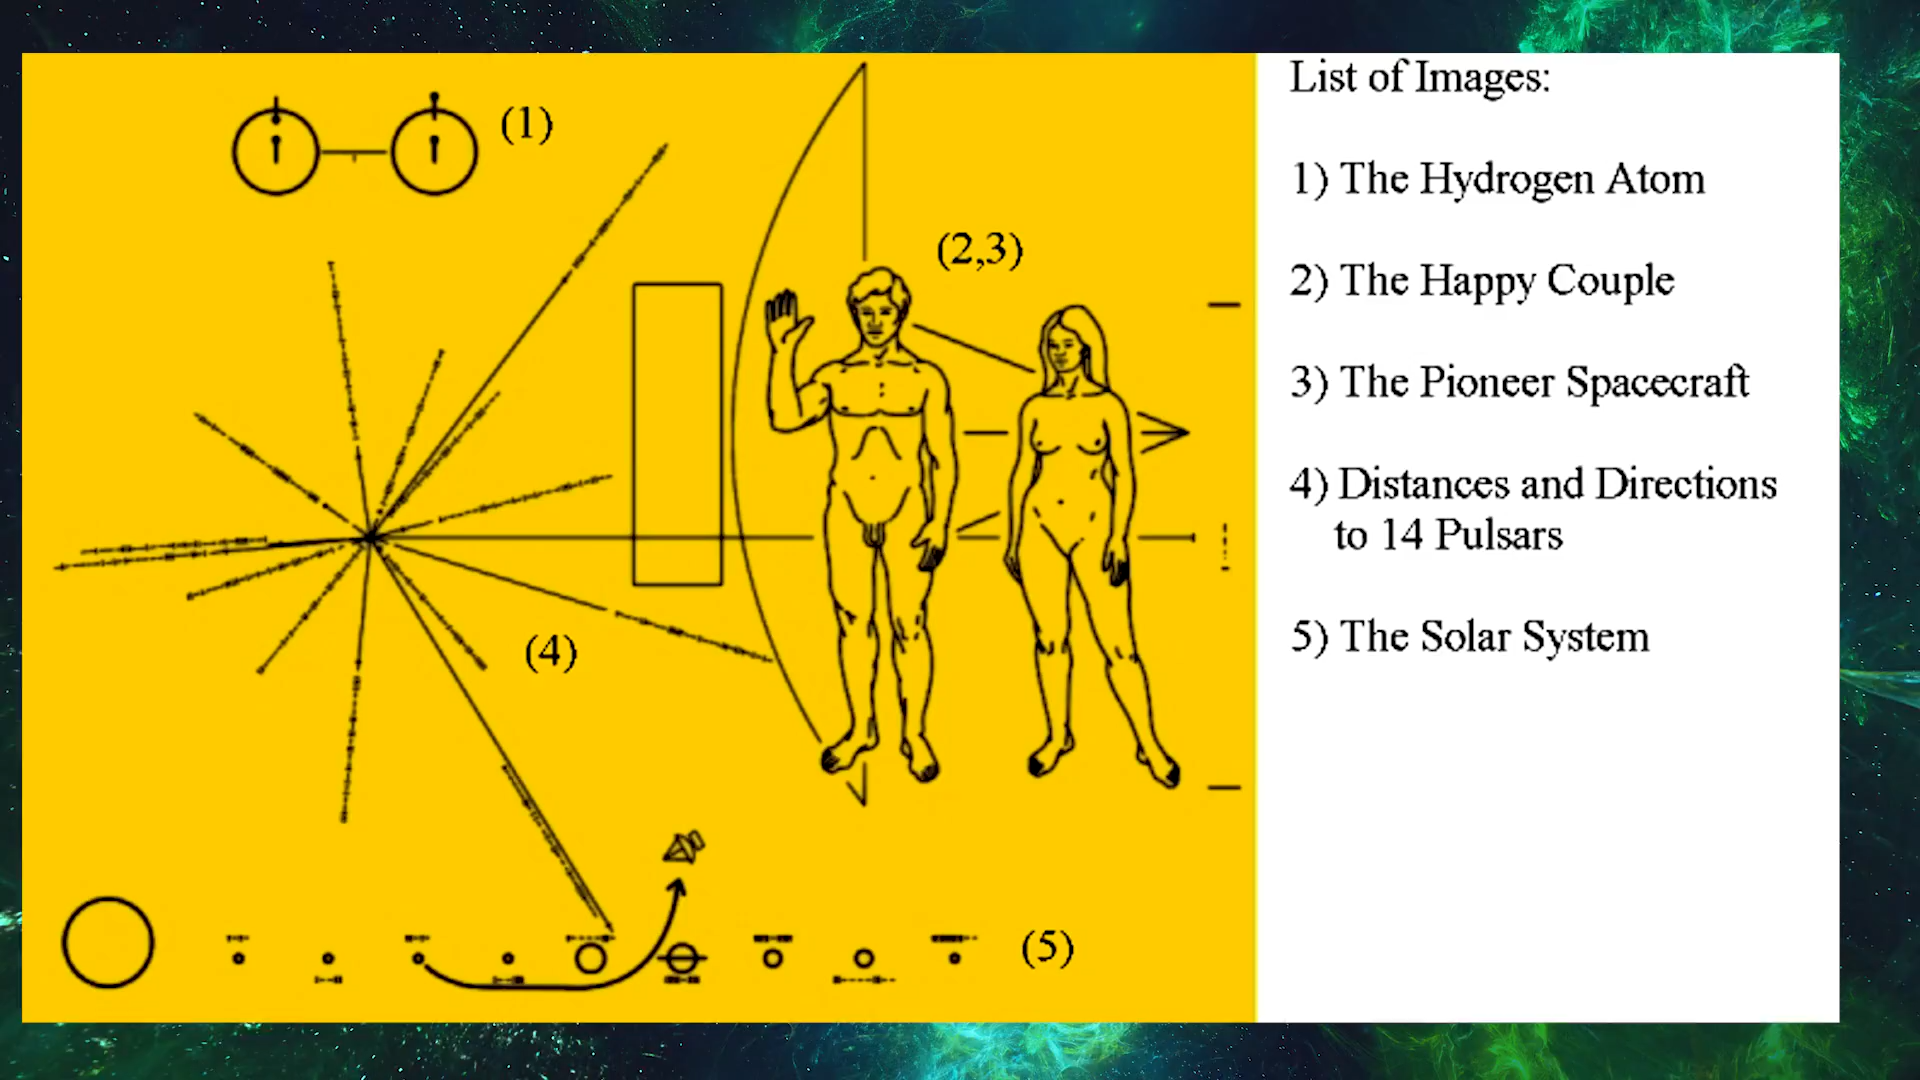 (1)
(2,3)
(4)
(5)
List of Images:
1) The Hydrogen Atom
2) The Happy Couple
3) The Pioneer Spacecraft
4) Distances and Directions
to 14 Pulsars
5) The Solar System